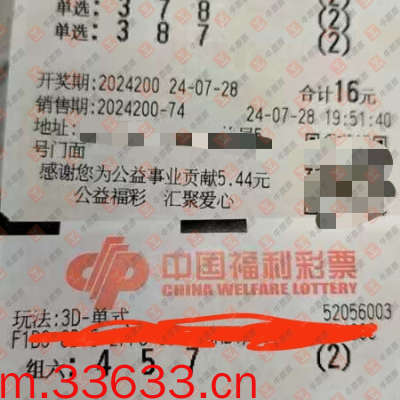 单选: 3 7 8 (2)
单选: 3 8 7 (2)
开奖期:2024200 24-07-28 合计16元
销售期:2024200-74 24-07-28 19:51:40
地址:
号门面
感谢您为公益事业贡献5.44元
公益福彩 汇聚爱心
中国福利彩票
CHINA WELFARE LOTTERY
玩法:3D-单式 52056003
组六: 4 5 7 (2)
m.33633.cn